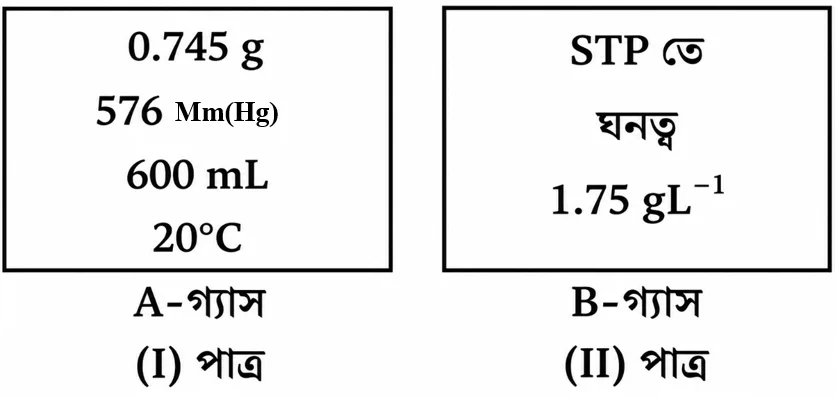 0.745 g
576 Mm(Hg)
600 mL
20°C
A-গ্যাস
(I) পাত্র
STP তে
ঘনত্ব
1.75 gL⁻¹
B-গ্যাস
(II) পাত্র